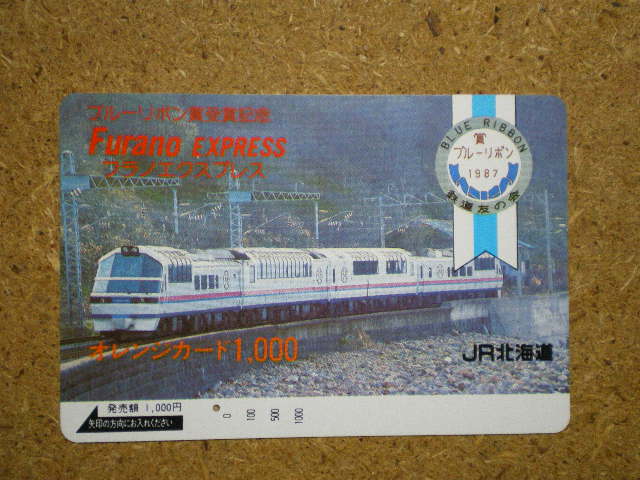 ブルーリボン賞受賞記念
Furano EXPRESS
フラノエクスプレス
BLUE RIBBON
賞
ブルーリボン
1987
鉄道友の会
オレンジカード1,000
JR北海道
発売額 1,000円
矢印の方向にお入れください
0 100 500 1000